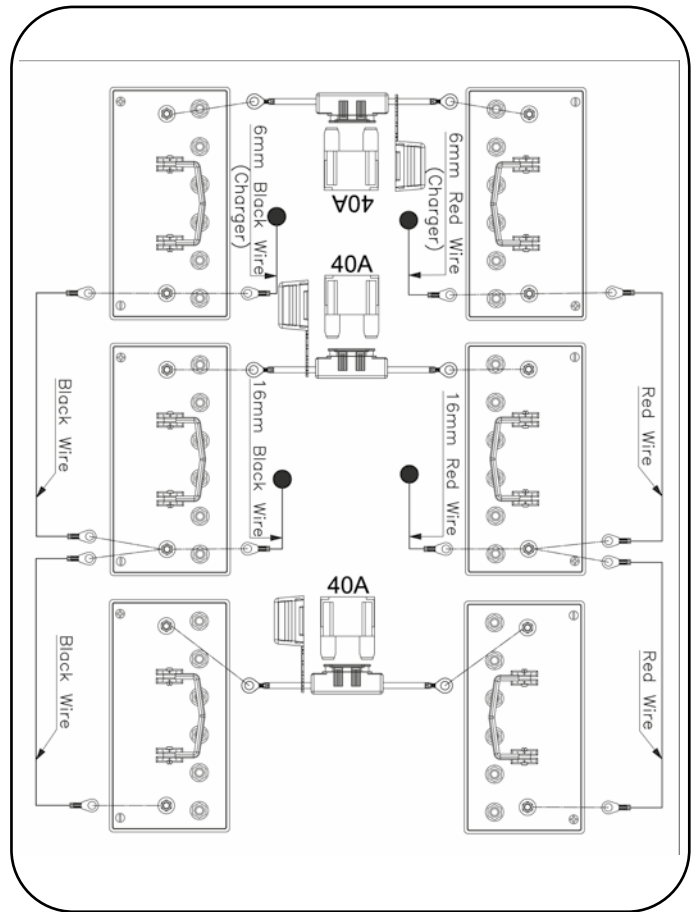 6mm Black Wire
(Charger)
40A
6mm Red Wire
(Charger)
40A
Black Wire
16mm Black Wire
16mm Red Wire
Red Wire
40A
Black Wire
Red Wire